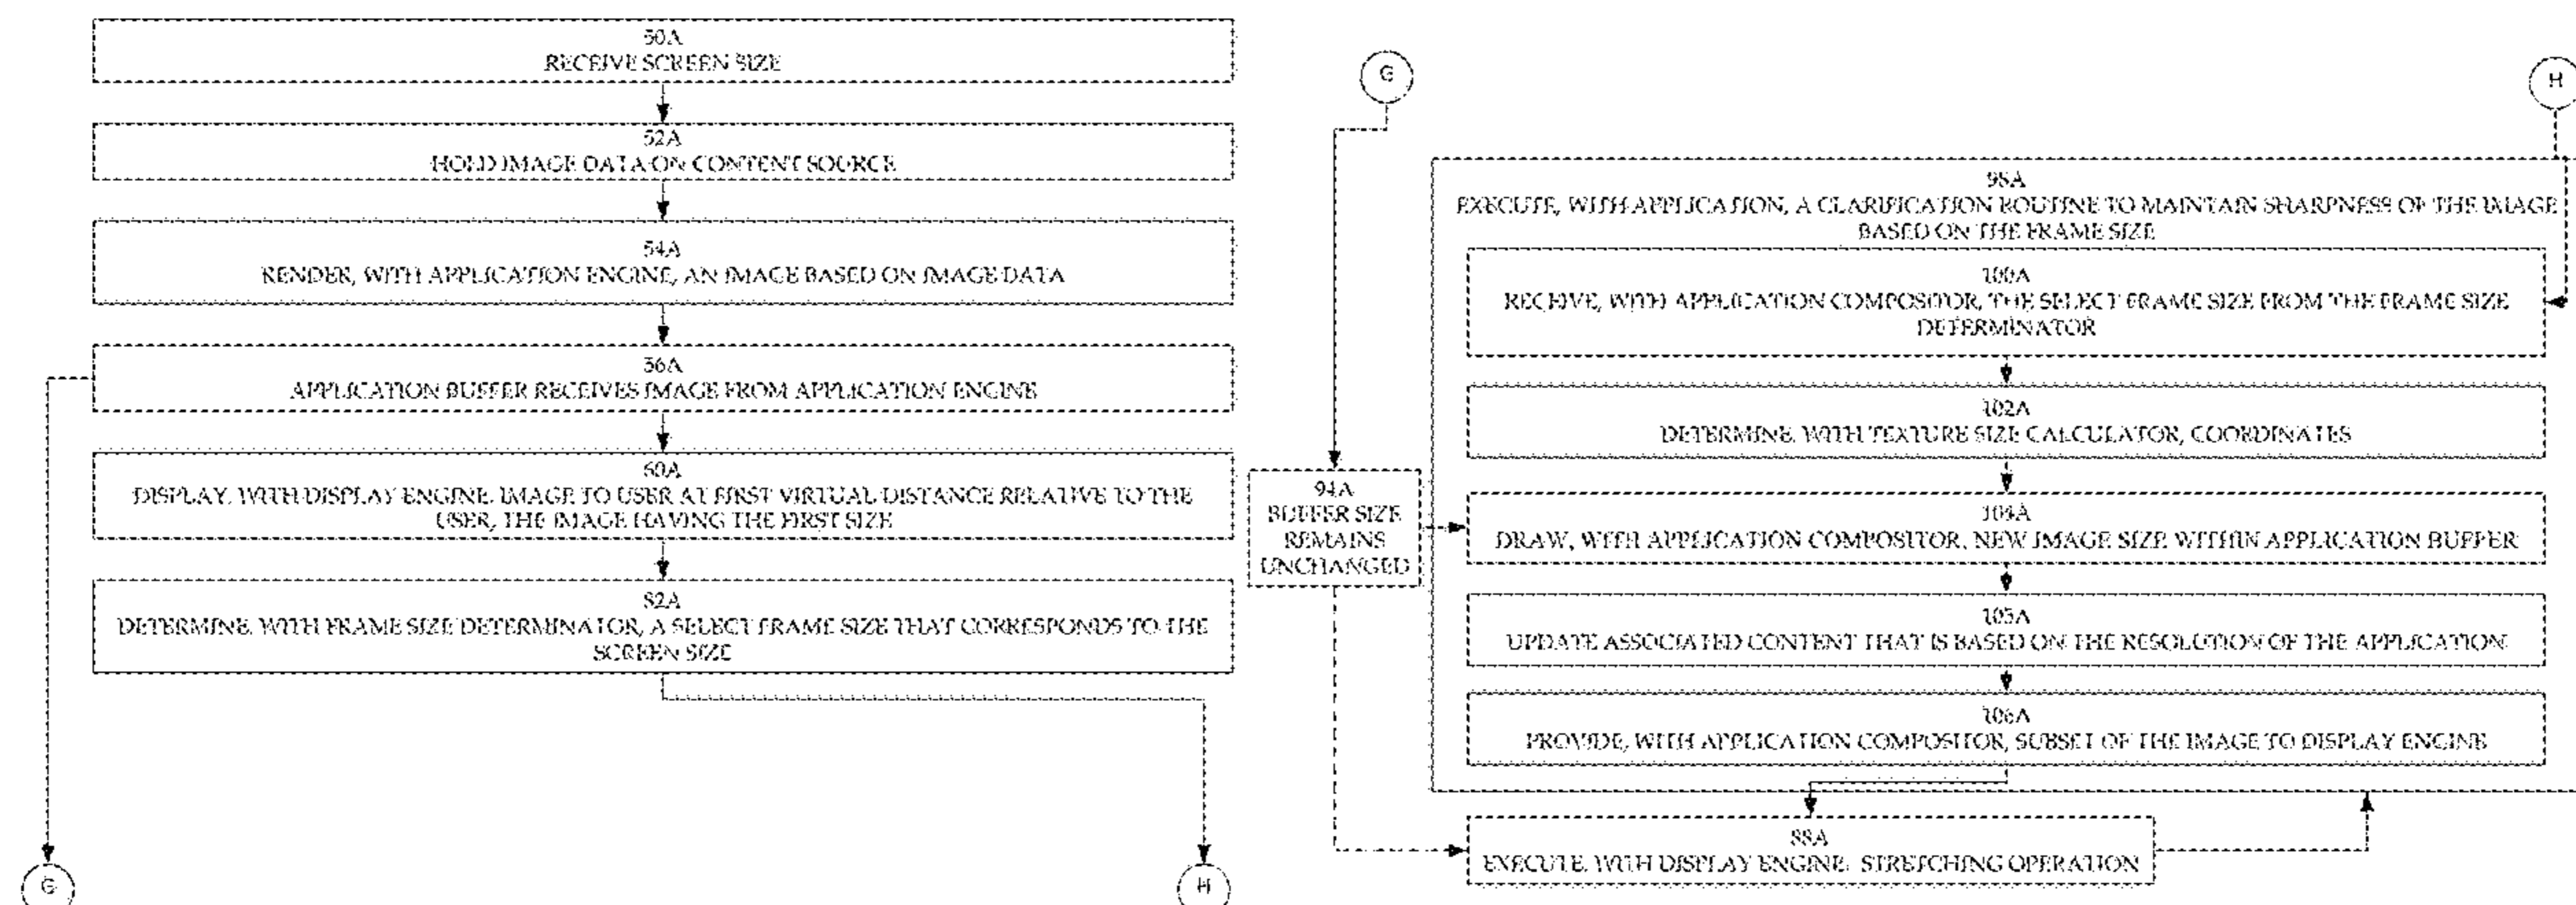 50A
RECEIVE SCREEN SIZE
52A
HOLD IMAGE DATA ON CONTENT SOURCE
54A
RENDER, WITH APPLICATION ENGINE, AN IMAGE BASED ON IMAGE DATA
56A
APPLICATION BUFFER RECEIVES IMAGE FROM APPLICATION ENGINE
60A
DISPLAY, WITH DISPLAY ENGINE, IMAGE TO USER AT FIRST VIRTUAL DISTANCE RELATIVE TO THE
USER, THE IMAGE HAVING THE FIRST SIZE
82A
DETERMINE, WITH FRAME SIZE DETERMINATOR, A SELECT FRAME SIZE THAT CORRESPONDS TO THE
SCREEN SIZE
G
H
G
H
94A
BUFFER SIZE
REMAINS
UNCHANGED
98A
EXECUTE, WITH APPLICATION, A CLARIFICATION ROUTINE TO MAINTAIN SHARPNESS OF THE IMAGE
BASED ON THE FRAME SIZE
100A
RECEIVE, WITH APPLICATION COMPOSITOR, THE SELECT FRAME SIZE FROM THE FRAME SIZE
DETERMINATOR
102A
DETERMINE, WITH TEXTURE SIZE CALCULATOR, COORDINATES
104A
DRAW, WITH APPLICATION COMPOSITOR, NEW IMAGE SIZE WITHIN APPLICATION BUFFER
105A
UPDATE ASSOCIATED CONTENT THAT IS BASED ON THE RESOLUTION OF THE APPLICATION
106A
PROVIDE, WITH APPLICATION COMPOSITOR, SUBSET OF THE IMAGE TO DISPLAY ENGINE
88A
EXECUTE, WITH DISPLAY ENGINE, STRETCHING OPERATION